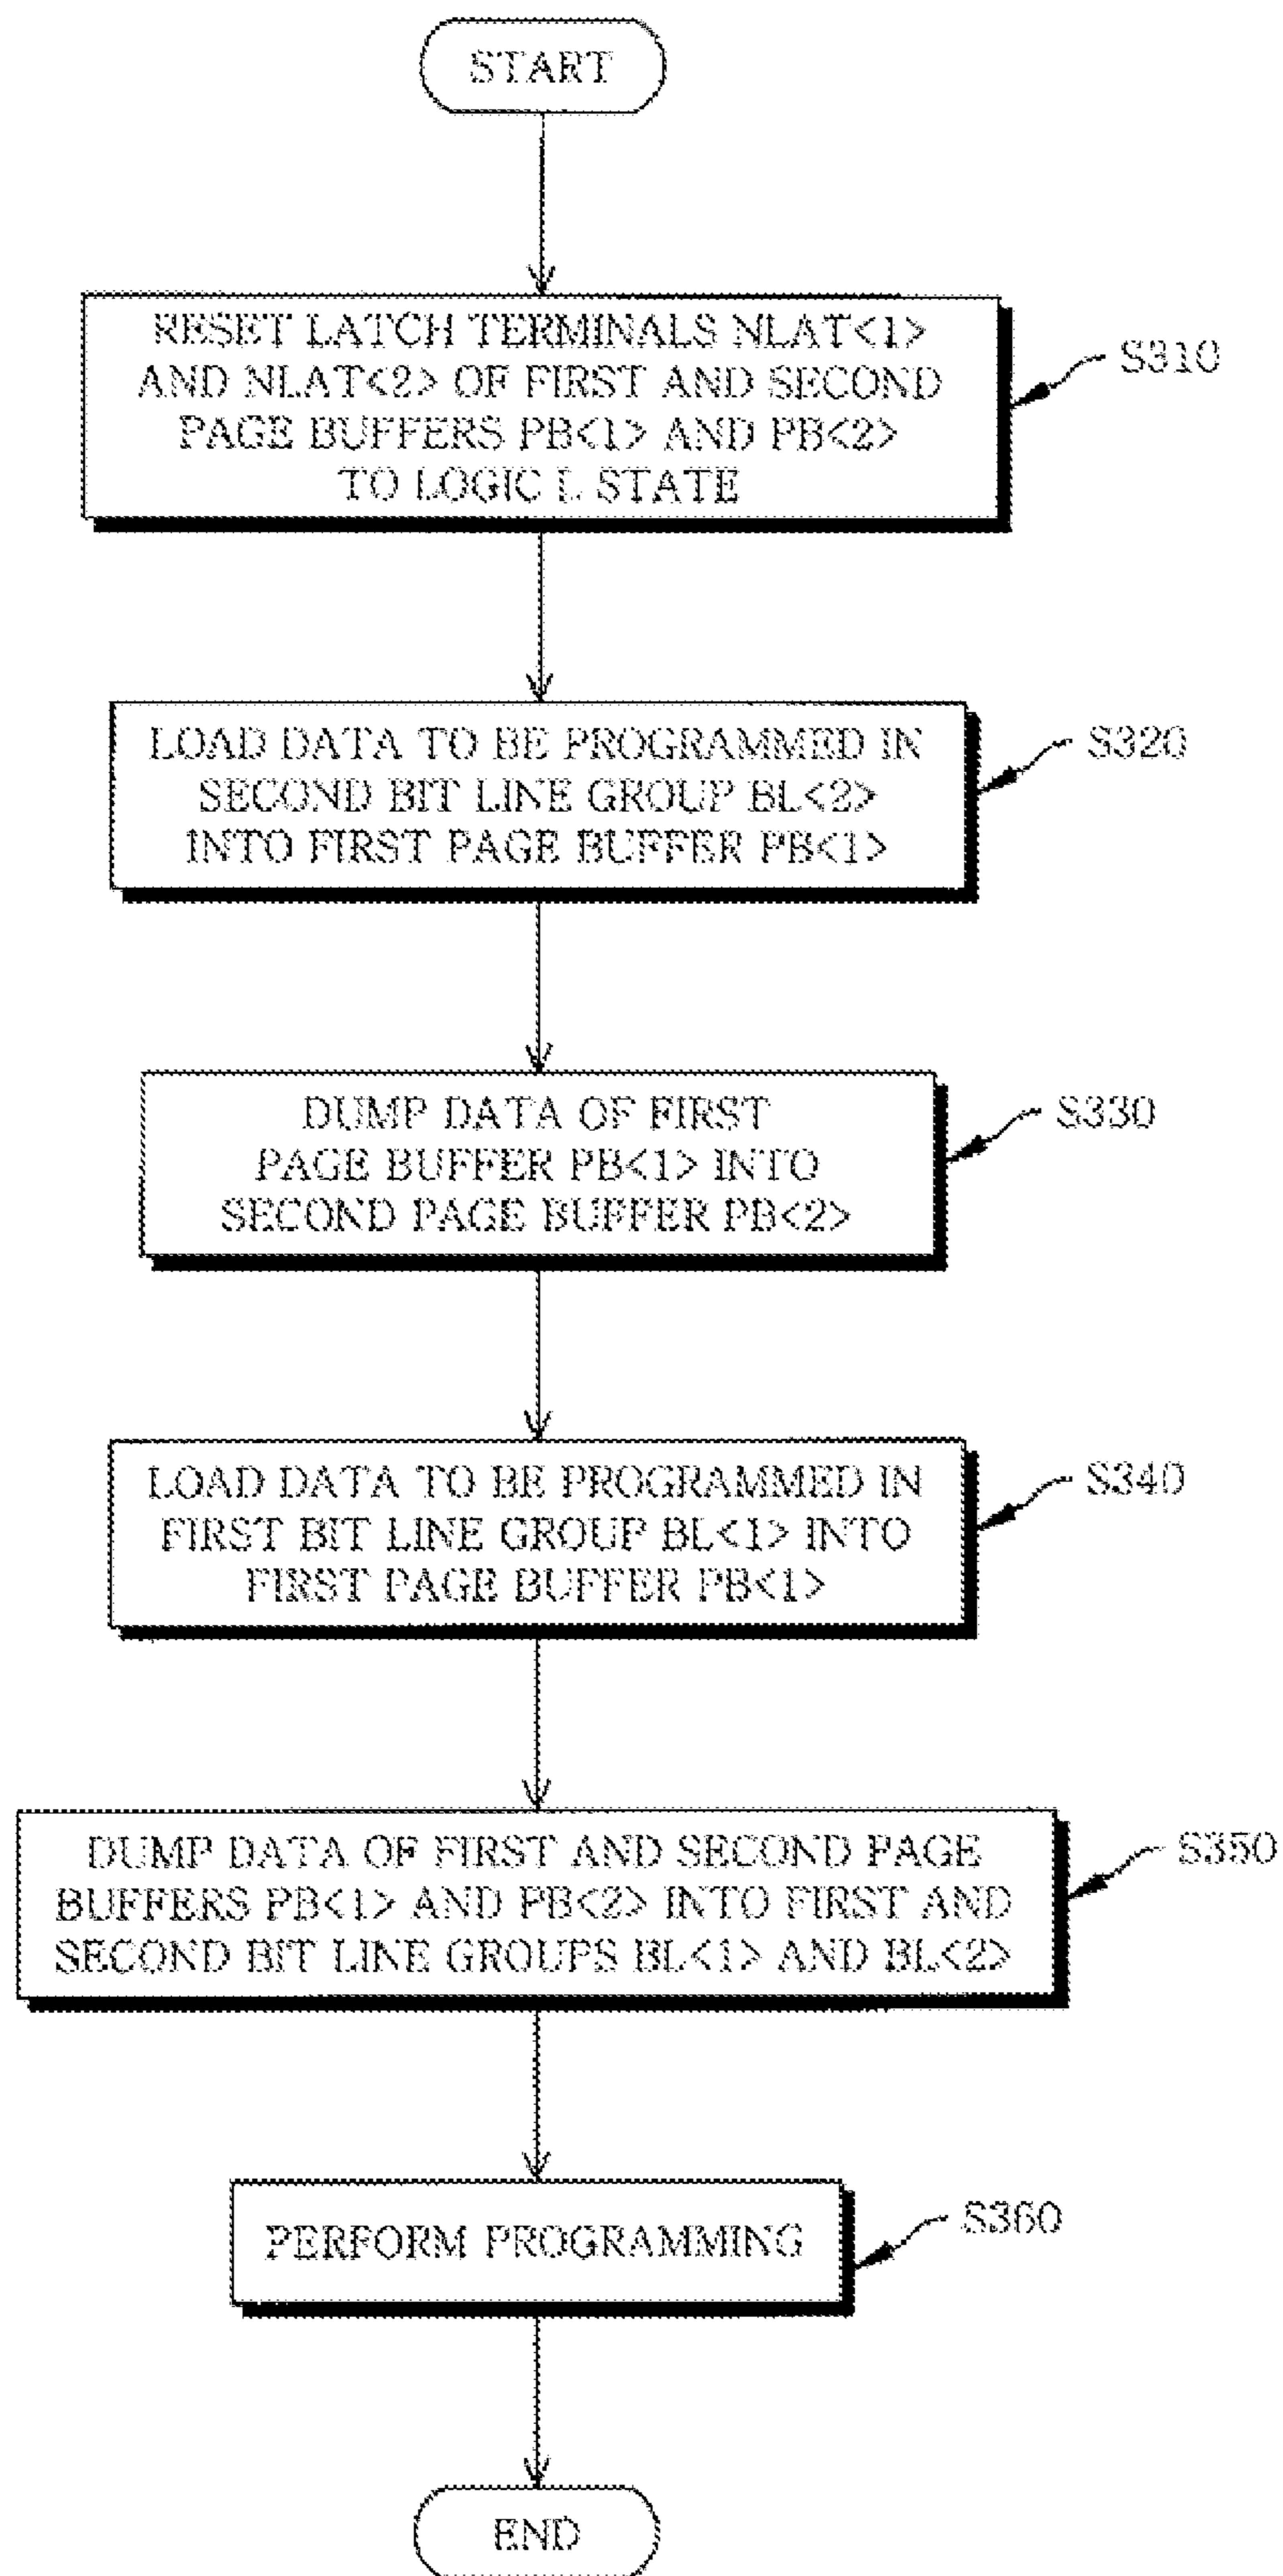 START
RESET LATCH TERMINALS NLAT<1>
AND NLAT<2> OF FIRST AND SECOND
PAGE BUFFERS PB<1> AND PB<2>
TO LOGIC L STATE
S310
LOAD DATA TO BE PROGRAMMED IN
SECOND BIT LINE GROUP BL<2>
INTO FIRST PAGE BUFFER PB<1>
S320
DUMP DATA OF FIRST
PAGE BUFFER PB<1> INTO
SECOND PAGE BUFFER PB<2>
S330
LOAD DATA TO BE PROGRAMMED IN
FIRST BIT LINE GROUP BL<1> INTO
FIRST PAGE BUFFER PB<1>
S340
DUMP DATA OF FIRST AND SECOND PAGE
BUFFERS PB<1> AND PB<2> INTO FIRST AND
SECOND BIT LINE GROUPS BL<1> AND BL<2>
S350
PERFORM PROGRAMMING
S360
END